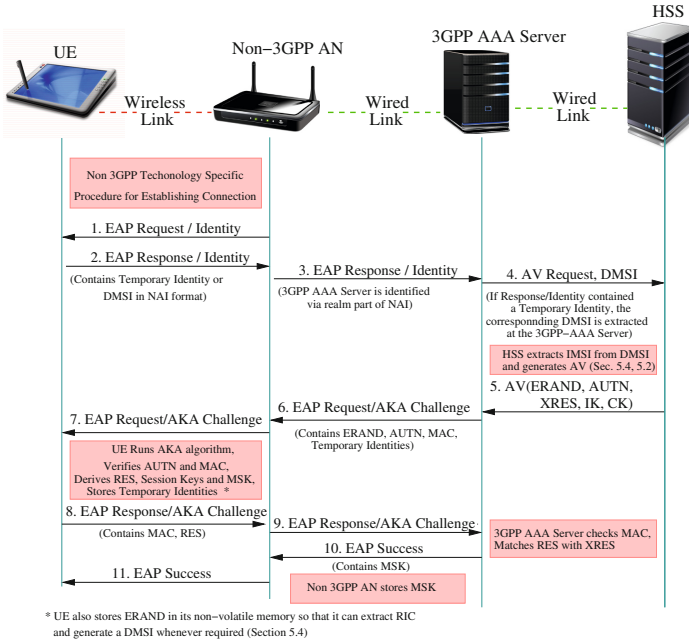 HSS
3GPP AAA Server
Non−3GPP AN
UE
Wireless
Link
Wired
Link
Wired
Link
Non 3GPP Techonology Specific
Procedure for Establishing Connection
1. EAP Request / Identity
2. EAP Response / Identity
(Contains Temporary Identity or
DMSI in NAI format)
3. EAP Response / Identity
(3GPP AAA Server is identified
via realm part of NAI)
4. AV Request, DMSI
(If Response/Identity contained
a Temporary Identity, the
corresponnding DMSI is extracted
at the 3GPP−AAA Server)
HSS extracts IMSI from DMSI
and generates AV (Sec. 5.4, 5.2)
5. AV(ERAND, AUTN,
XRES, IK, CK)
6. EAP Request/AKA Challenge
(Contains ERAND, AUTN, MAC,
Temporary Identities)
7. EAP Request/AKA Challenge
UE Runs AKA algorithm,
Verifies AUTN and MAC,
Derives RES, Session Keys and MSK,
Stores Temporary Identities *
8. EAP Response/AKA Challenge
(Contains MAC, RES)
9. EAP Response/AKA Challenge
3GPP AAA Server checks MAC,
Matches RES with XRES
10. EAP Success
(Contains MSK)
11. EAP Success
Non 3GPP AN stores MSK
* UE also stores ERAND in its non−volatile memory so that it can extract RIC
and generate a DMSI whenever required (Section 5.4)